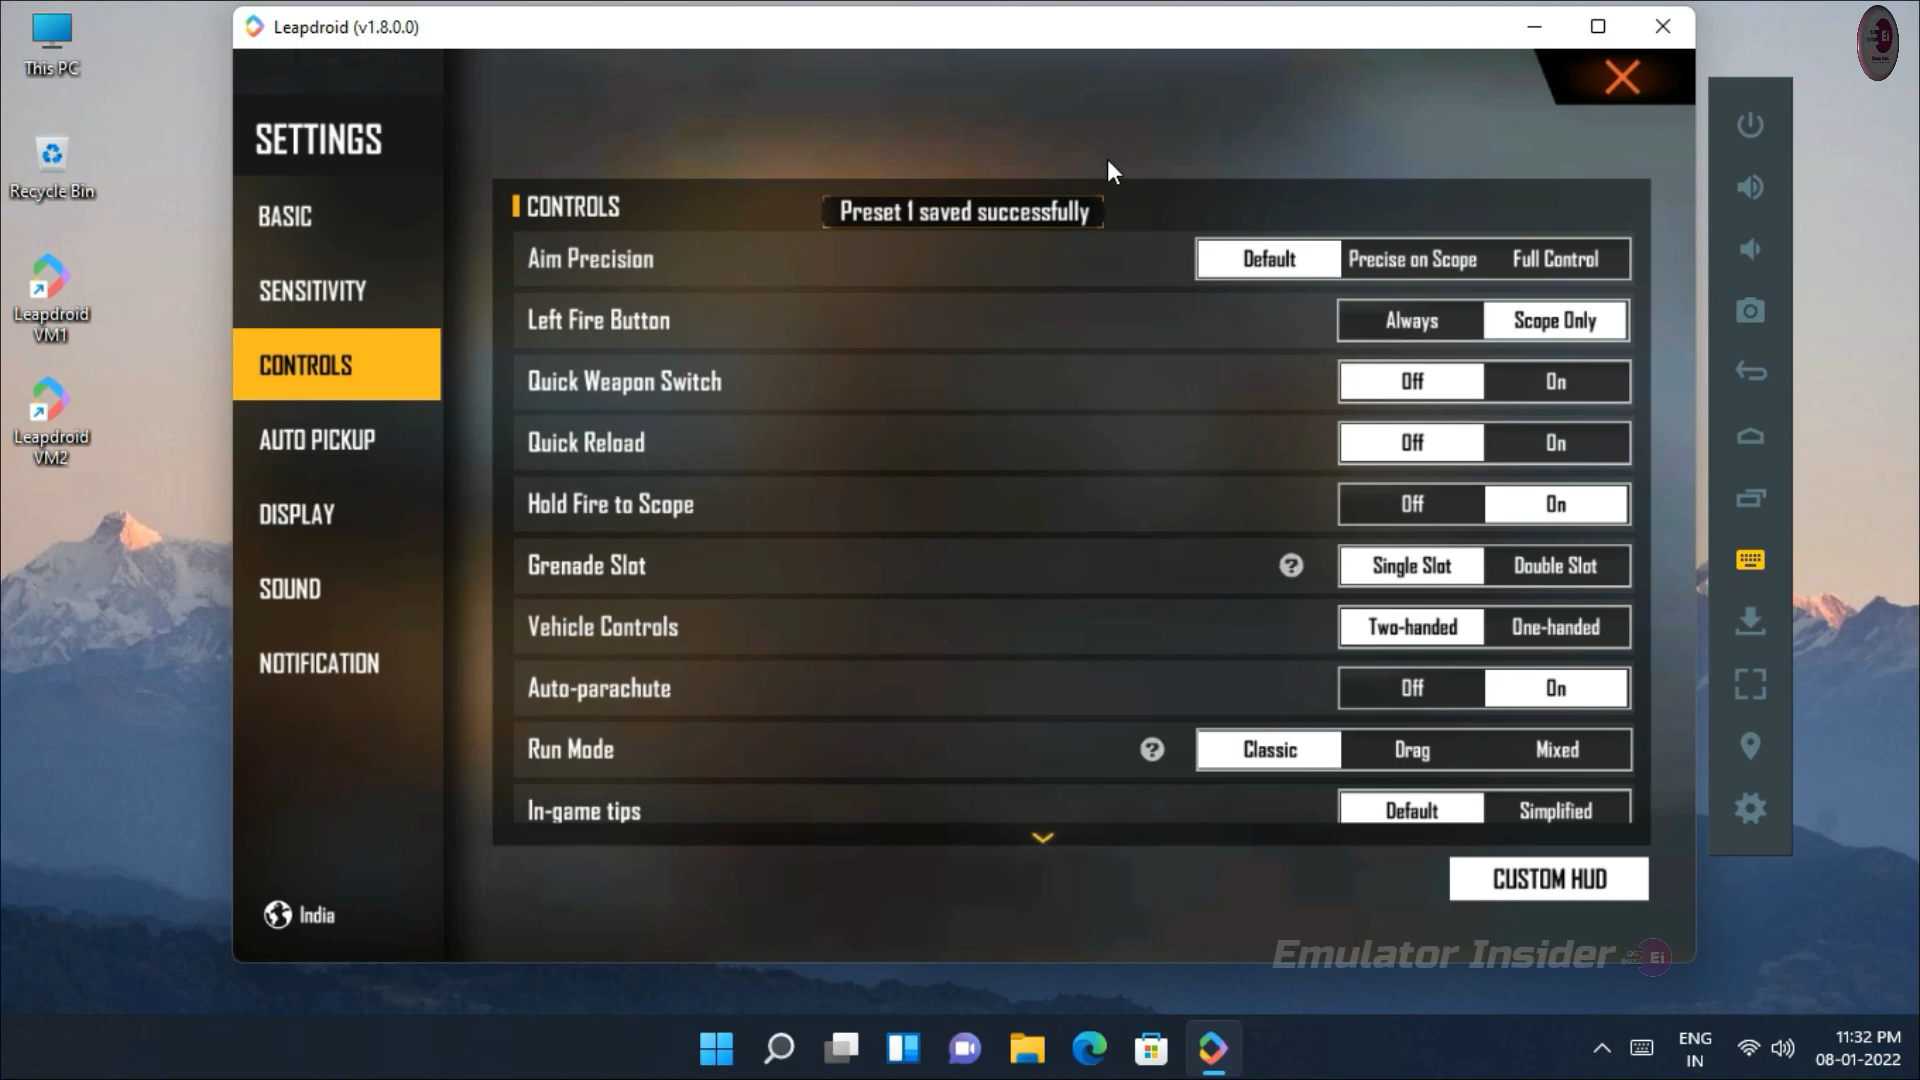 This PC
Recycle Bin
Leapdroid
VM1
Leapdroid
VM2
Leapdroid (v1.8.0.0)
SETTINGS
BASIC
SENSITIVITY
CONTROLS
AUTO PICKUP
DISPLAY
SOUND
NOTIFICATION
India
CONTROLS
Preset 1 saved successfully
Aim Precision Default Precise on Scope Full Control
Left Fire Button Always Scope Only
Quick Weapon Switch Off On
Quick Reload Off On
Hold Fire to Scope Off On
Grenade Slot ? Single Slot Double Slot
Vehicle Controls Two-handed One-handed
Auto-parachute Off On
Run Mode ? Classic Drag Mixed
In-game tips Default Simplified
CUSTOM HUD
Emulator Insider Ei
Ei
ENG
IN
11:32 PM
08-01-2022